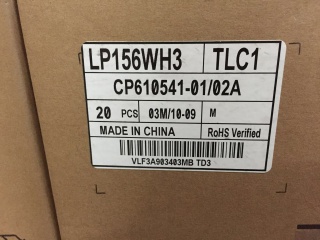 LP156WH3 TLC1
CP610541-01/02A
20 PCS 03M/10-09 M
MADE IN CHINA RoHS Verified
VLF3A903403MB TD3